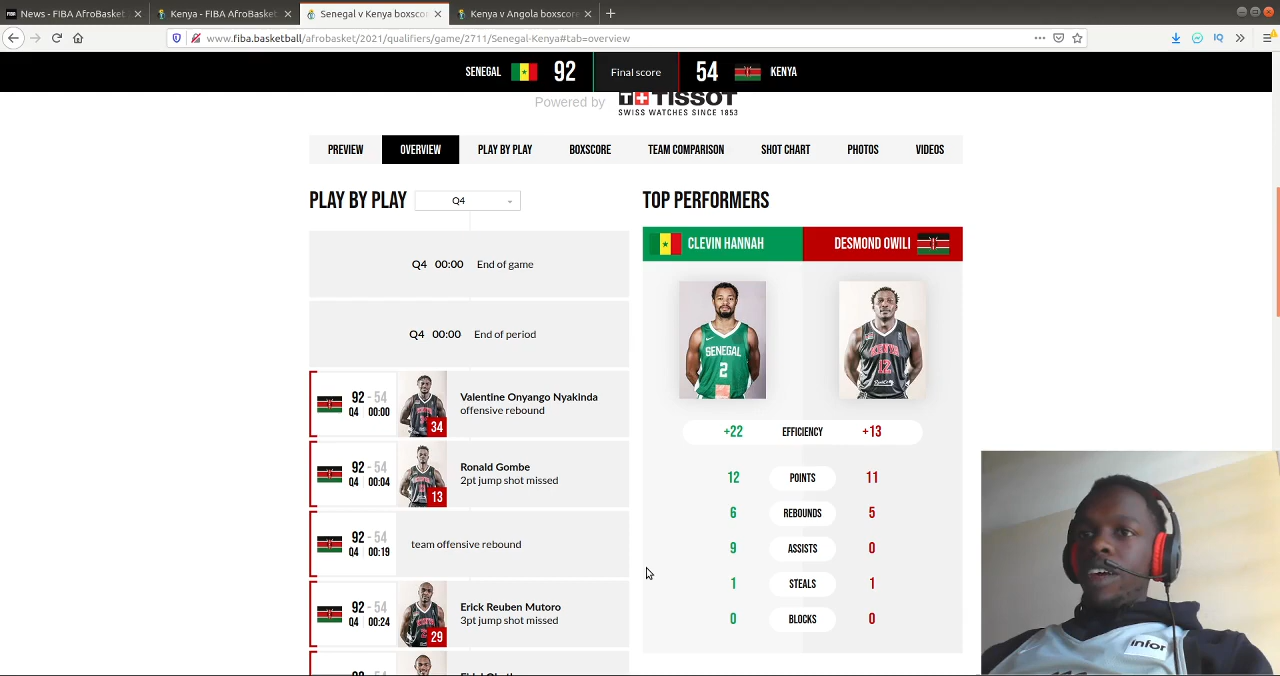 News - FIBA AfroBasket
Kenya - FIBA AfroBasket
Senegal v Kenya boxscor
Kenya v Angola boxscore
www.fiba.basketball/afrobasket/2021/qualifiers/game/2711/Senegal-Kenya#tab=overview
SENEGAL 92 Final score 54 KENYA
Powered by TISSOT
SWISS WATCHES SINCE 1853
PREVIEW OVERVIEW PLAY BY PLAY BOXSCORE TEAM COMPARISON SHOT CHART PHOTOS VIDEOS
PLAY BY PLAY Q4
Q4 00:00 End of game
Q4 00:00 End of period
92 - 54
Q4 00:00
34
Valentine Onyango Nyakinda
offensive rebound
92 - 54
Q4 00:04
13
Ronald Gombe
2pt jump shot missed
92 - 54
Q4 00:19
team offensive rebound
92 - 54
Q4 00:24
29
Erick Reuben Mutoro
3pt jump shot missed
TOP PERFORMERS
CLEVIN HANNAH DESMOND OWILI
SENEGAL
2
KENYA
12
+22 EFFICIENCY +13
12 POINTS 11
6 REBOUNDS 5
9 ASSISTS 0
1 STEALS 1
0 BLOCKS 0
infor